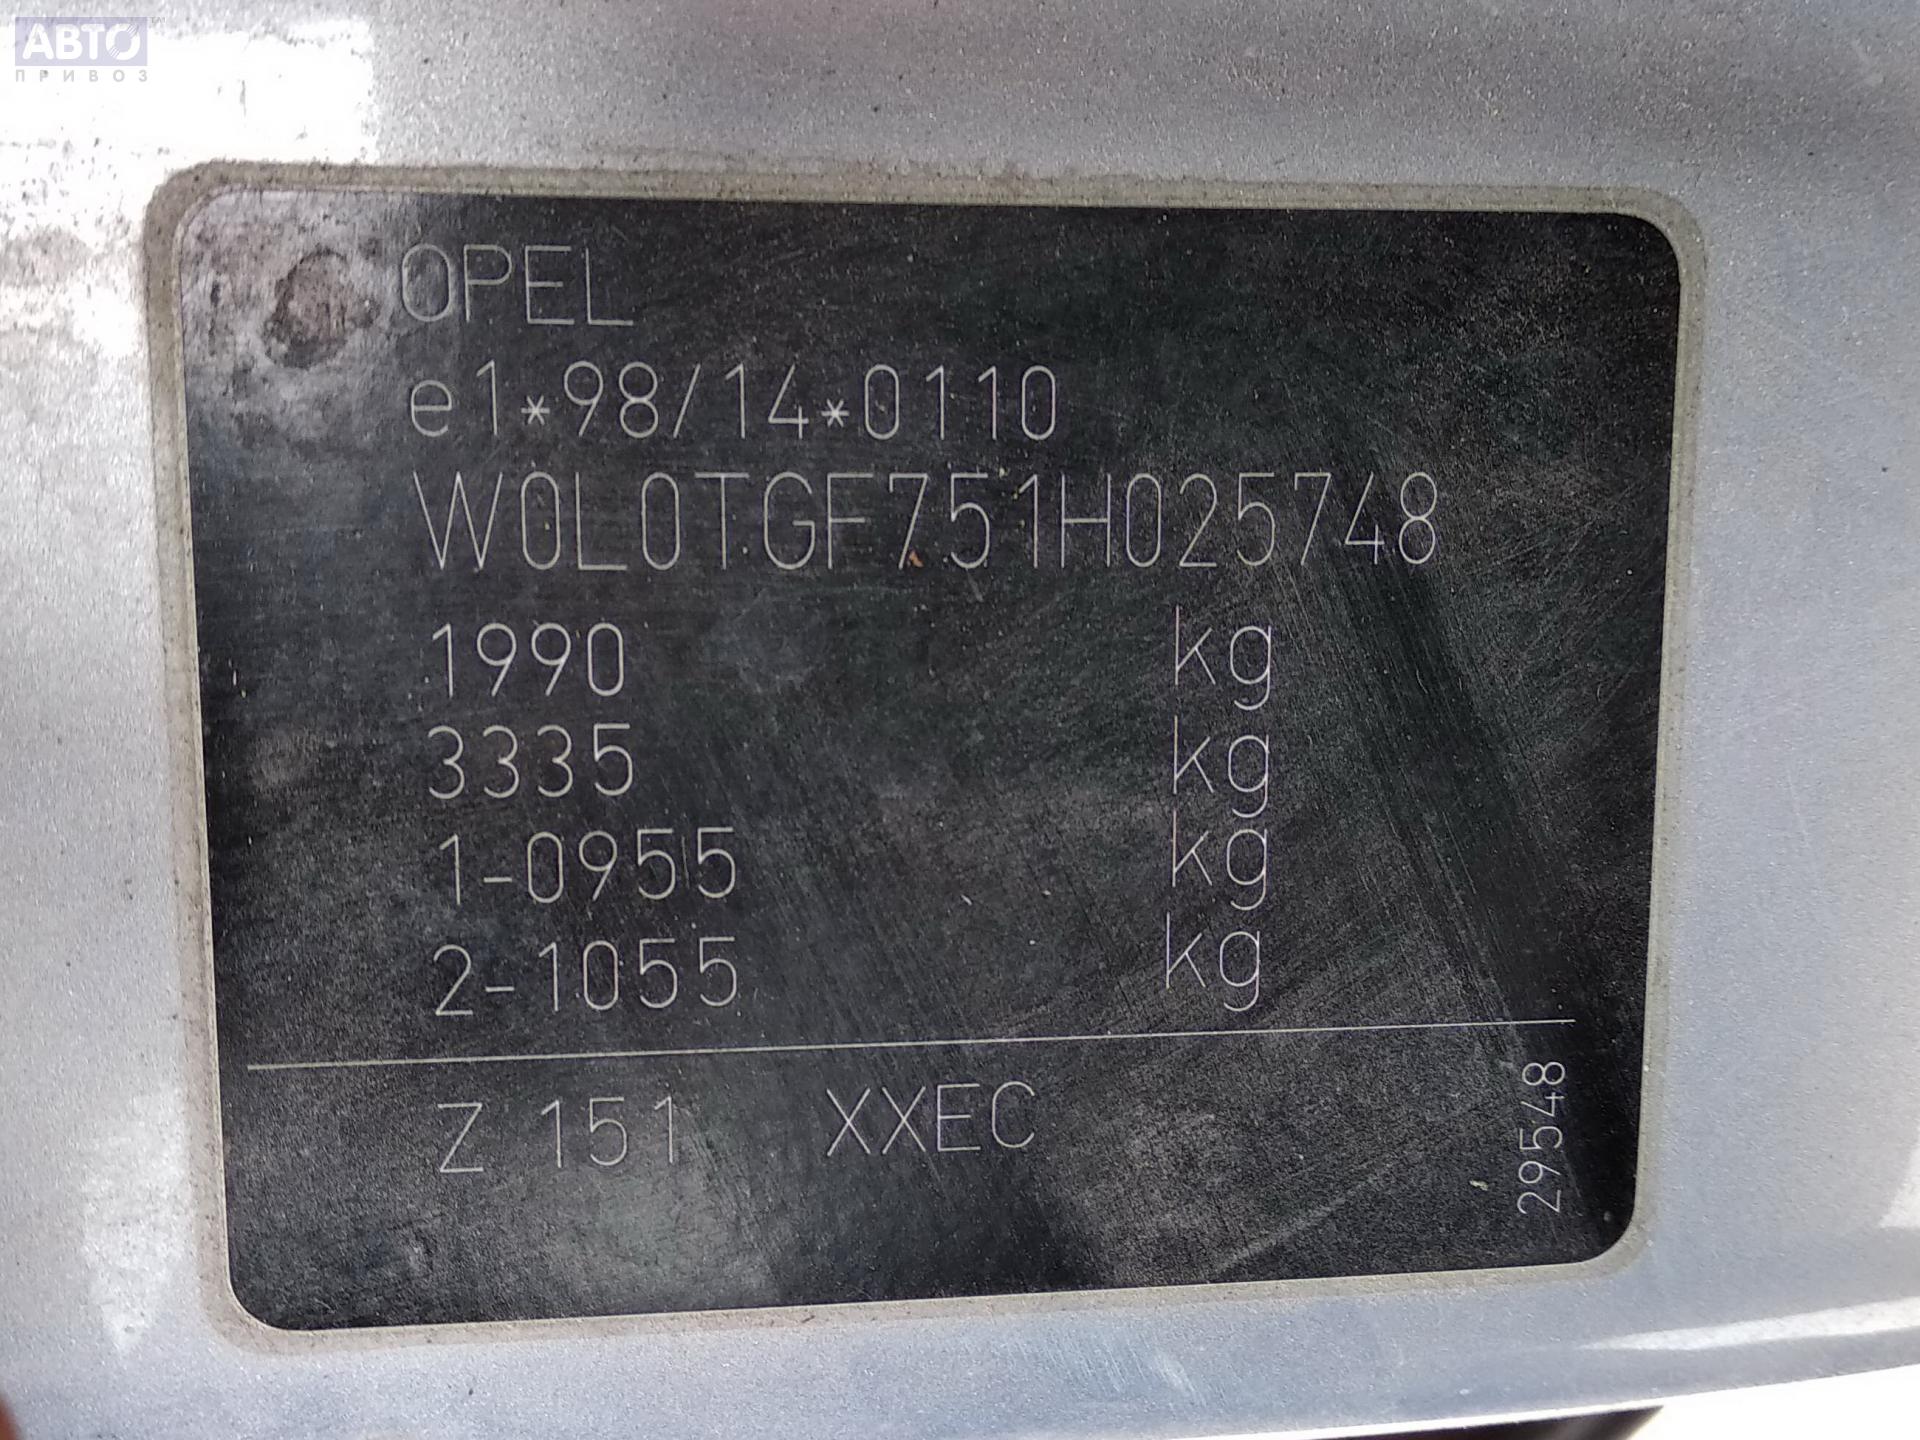 АВТО
ПРИВОЗ
OPEL
e1*98/14*0110
W0L0TGF751H025748
1990 kg
3335 kg
1-0955 kg
2-1055 kg
Z 151 XXEC
29548